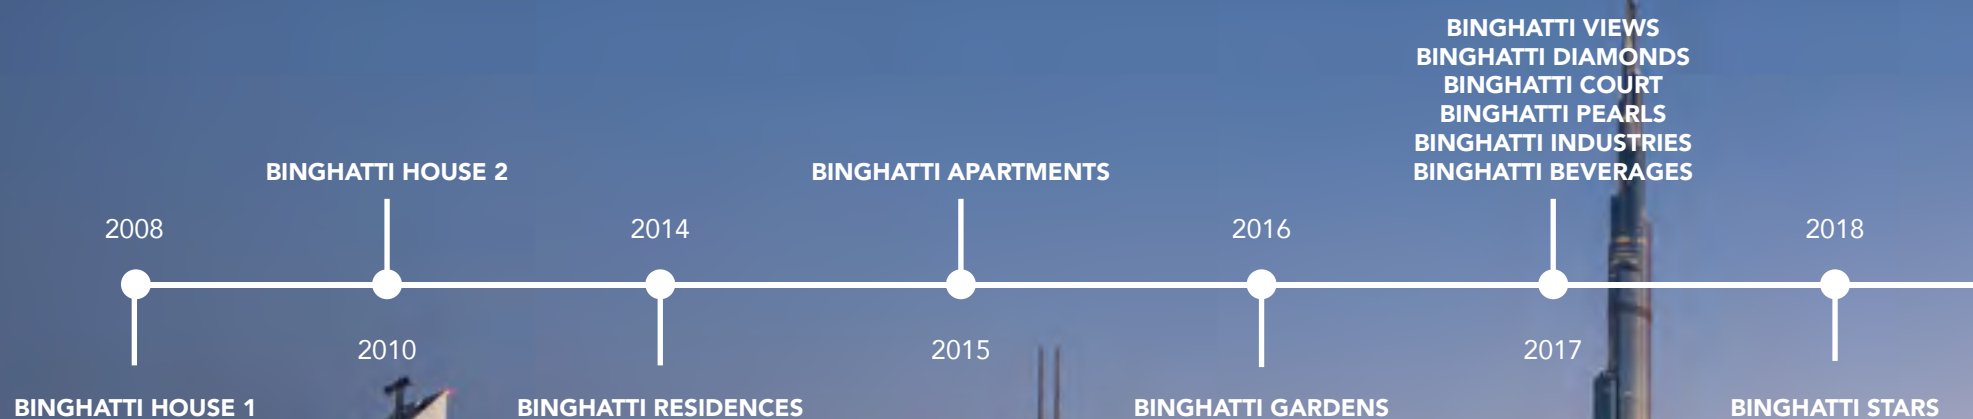 BINGHATTI VIEWS
BINGHATTI DIAMONDS
BINGHATTI COURT
BINGHATTI PEARLS
BINGHATTI INDUSTRIES
BINGHATTI BEVERAGES
BINGHATTI HOUSE 2
BINGHATTI APARTMENTS
2008
2014
2016
2018
2010
2015
2017
BINGHATTI HOUSE 1
BINGHATTI RESIDENCES
BINGHATTI GARDENS
BINGHATTI STARS